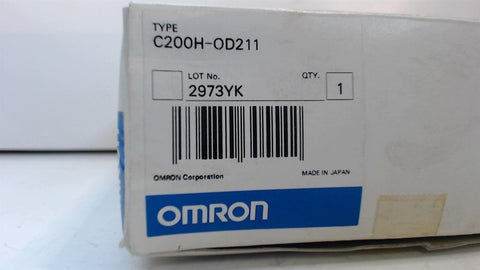 TYPE
C200H-OD211
LOT No. QTY.
2973YK 1
OMRON Corporation MADE IN JAPAN
OMRON